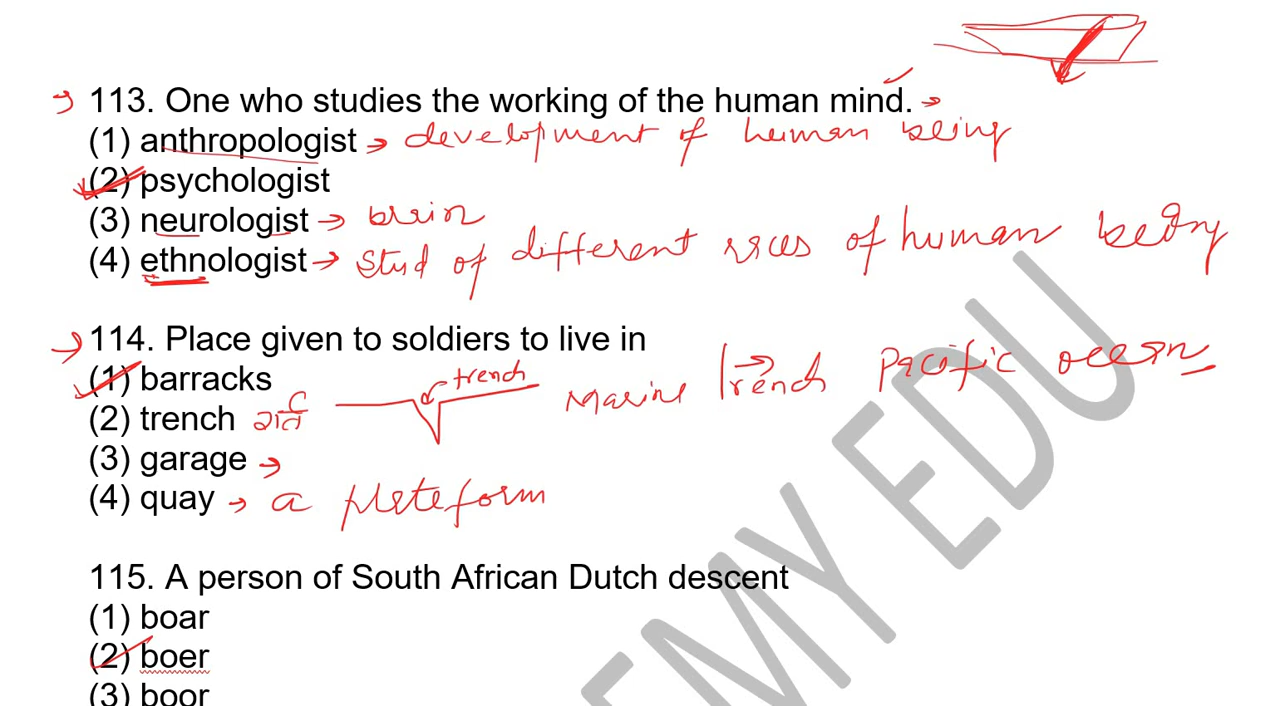 113. One who studies the working of the human mind.
(1) anthropologist → development of human being
(2) psychologist
(3) neurologist → brain
(4) ethnologist → stud of different races of human being
114. Place given to soldiers to live in
(1) barracks trench
(2) trench गर्त trench Pacific ocean
(3) garage →
(4) quay → a pleteform
115. A person of South African Dutch descent
(1) boar
(2) boer
(3) boor
EMY EDU